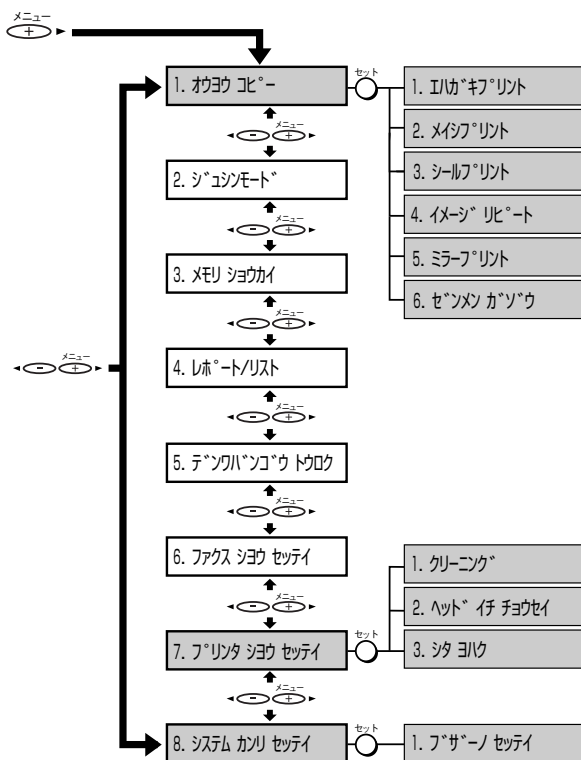 メニュー
+
1. オウヨウ コピー
セット
1. エハガキプリント
2. メイシプリント
3. シールプリント
4. イメージ リピート
5. ミラープリント
6. ゼンメン ガゾウ
メニュー
- +
2. ジュシンモード
メニュー
- +
3. メモリ ショウカイ
メニュー
- +
メニュー
- +
4. レポート/リスト
メニュー
- +
5. デンワバンゴウ トウロク
メニュー
- +
6. ファクス ショウ セッテイ
メニュー
- +
7. プリンタ ショウ セッテイ
セット
1. クリーニング
2. ヘッド イチ チョウセイ
3. シタ ヨハク
メニュー
- +
8. システム カンリ セッテイ
セット
1. ブザーノ セッテイ